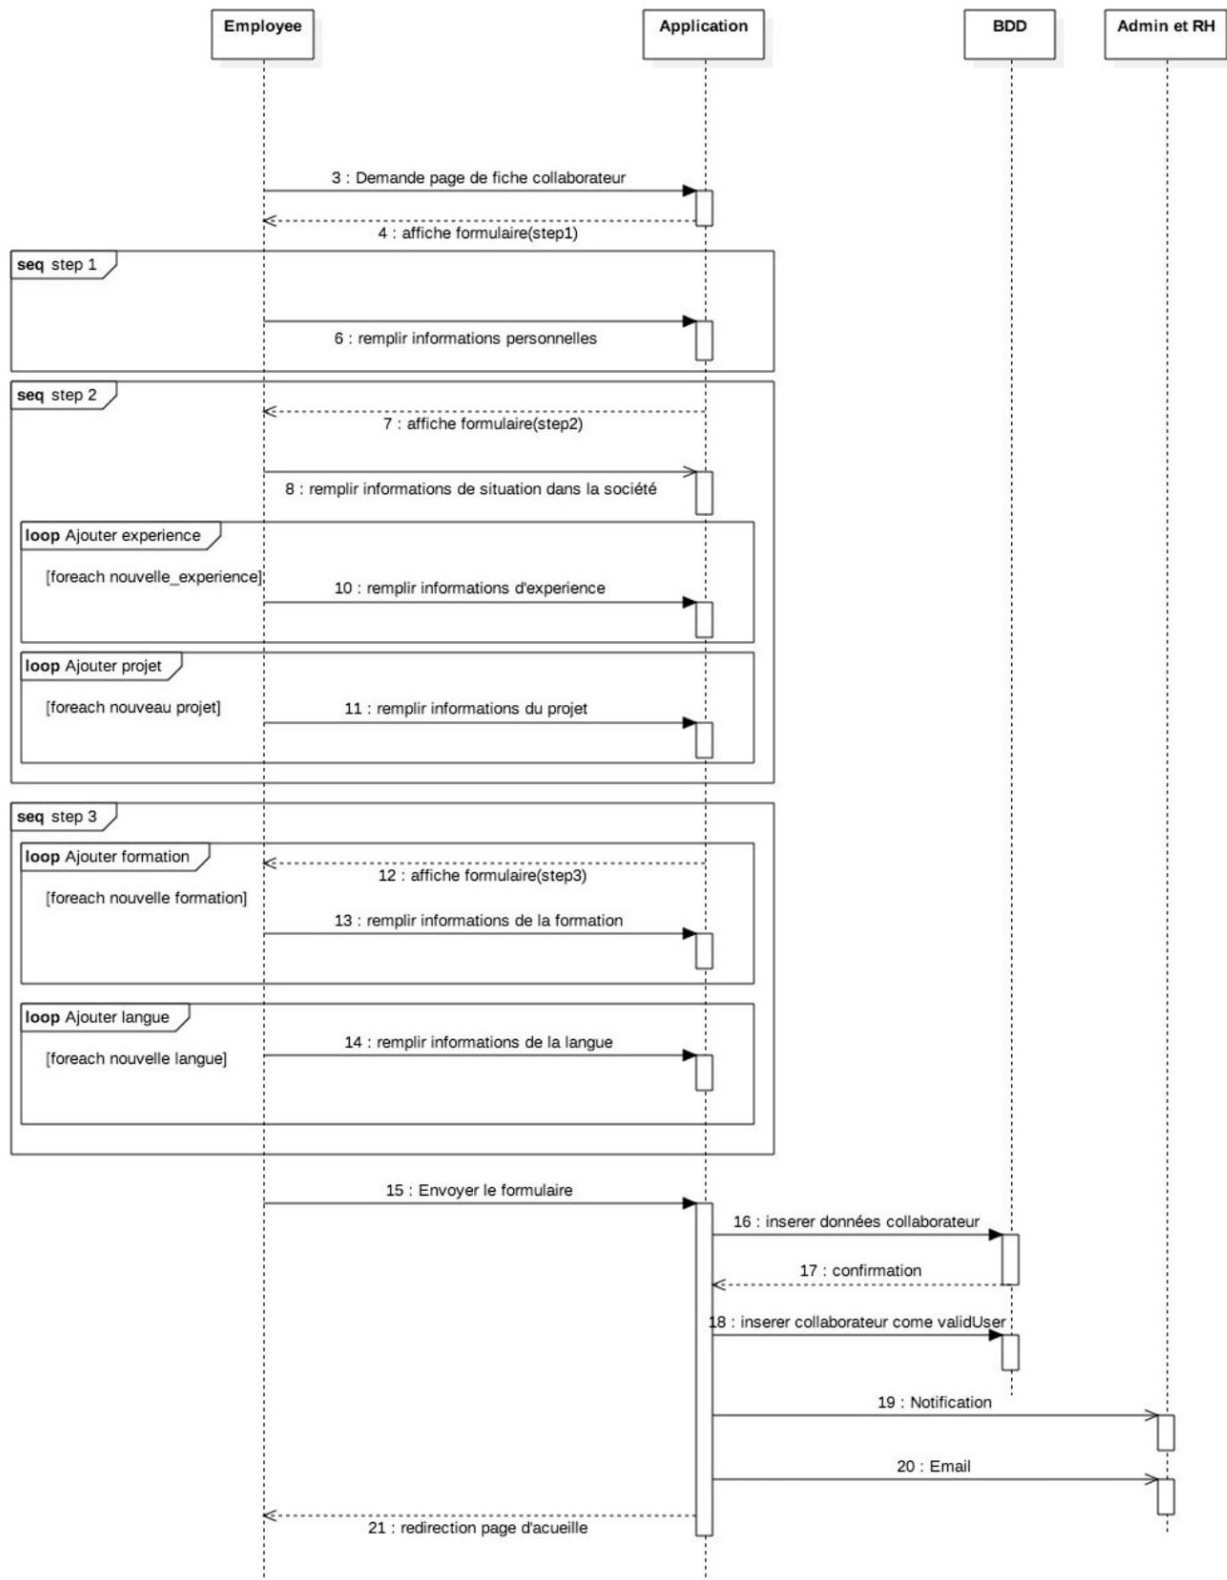 Employee
Application
BDD
Admin et RH
3 : Demande page de fiche collaborateur
4 : affiche formulaire(step1)
seq step 1
6 : remplir informations personnelles
seq step 2
7 : affiche formulaire(step2)
8 : remplir informations de situation dans la société
loop Ajouter experience
[foreach nouvelle_experience]
10 : remplir informations d'experience
loop Ajouter projet
[foreach nouveau projet]
11 : remplir informations du projet
seq step 3
loop Ajouter formation
12 : affiche formulaire(step3)
[foreach nouvelle formation]
13 : remplir informations de la formation
loop Ajouter langue
14 : remplir informations de la langue
[foreach nouvelle langue]
15 : Envoyer le formulaire
16 : inserer données collaborateur
17 : confirmation
18 : inserer collaborateur come validUser
19 : Notification
20 : Email
21 : redirection page d'acueille